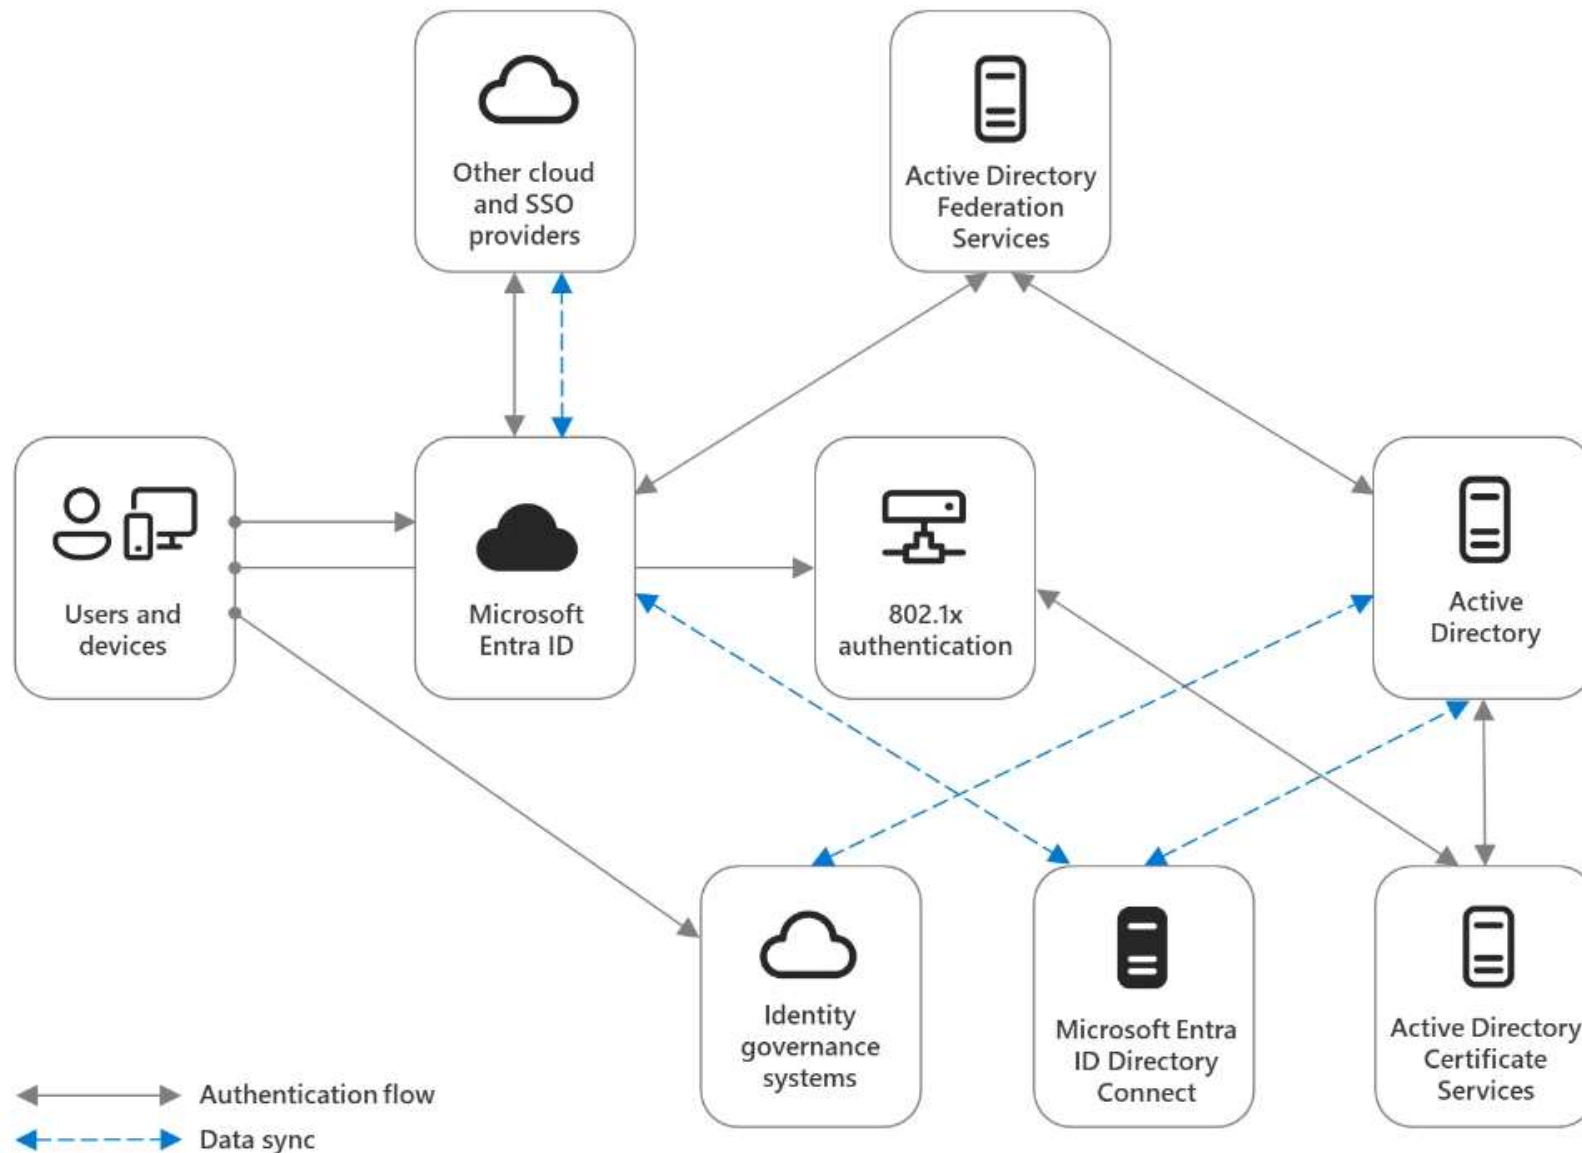 Other cloud
and SSO
providers
Active Directory
Federation
Services
Users and
devices
Microsoft
Entra ID
802.1x
authentication
Active
Directory
Identity
governance
systems
Microsoft Entra
ID Directory
Connect
Active Directory
Certificate
Services
Authentication flow
Data sync